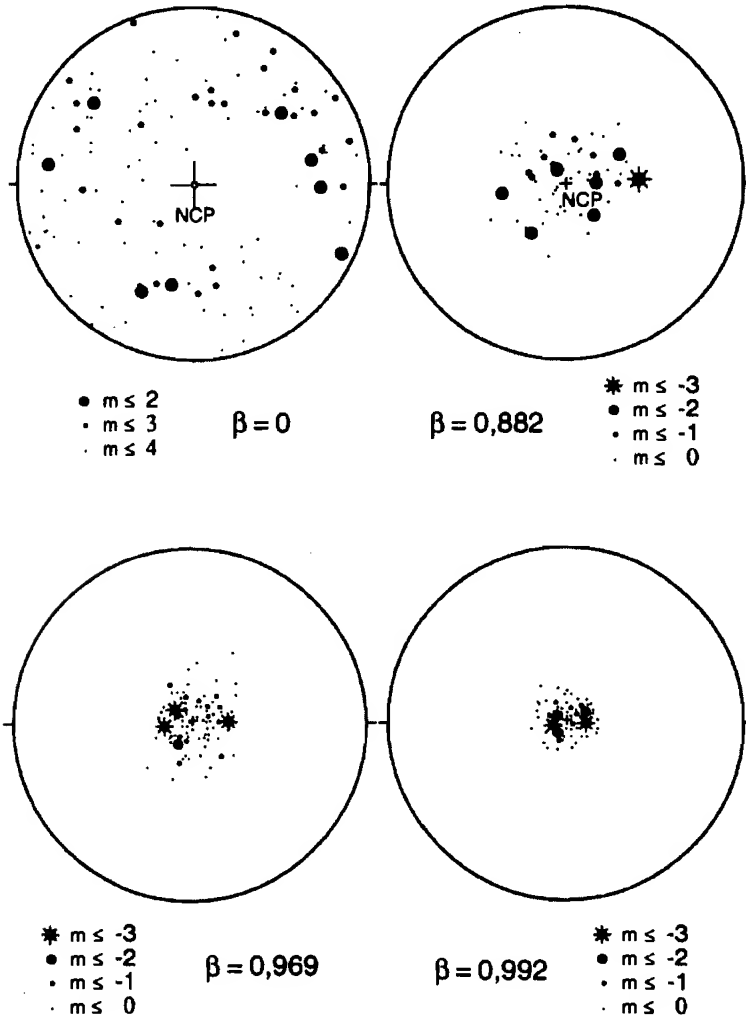 NCP
NCP
m ≤ 2
m ≤ 3
m ≤ 4
β = 0
β = 0,882
m ≤ -3
m ≤ -2
m ≤ -1
m ≤ 0
m ≤ -3
m ≤ -2
m ≤ -1
m ≤ 0
β = 0,969
β = 0,992
m ≤ -3
m ≤ -2
m ≤ -1
m ≤ 0